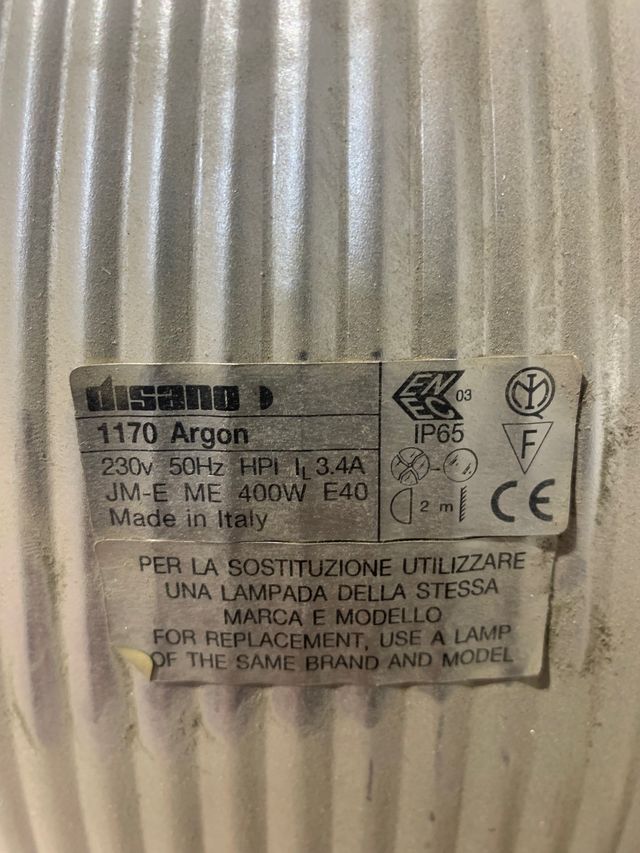 disano
1170 Argon
230v 50Hz HPI IL 3.4A
JM-E ME 400W E40
Made in Italy
ENEC 03
IP65
F
2 m
CE
PER LA SOSTITUZIONE UTILIZZARE
UNA LAMPADA DELLA STESSA
MARCA E MODELLO
FOR REPLACEMENT, USE A LAMP
OF THE SAME BRAND AND MODEL